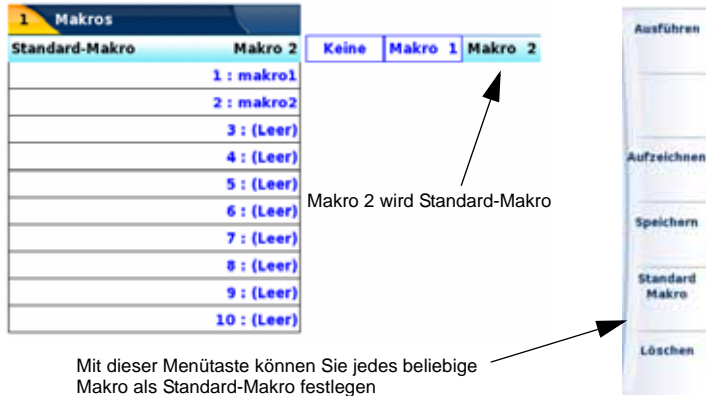 1 Makros
Standard-Makro Makro 2 Keine Makro 1 Makro 2
1 : makro1
2 : makro2
3 : (Leer)
4 : (Leer)
5 : (Leer)
6 : (Leer)
7 : (Leer)
8 : (Leer)
9 : (Leer)
10 : (Leer)
Makro 2 wird Standard-Makro
Ausführen
Aufzeichnen
Speichern
Standard
Makro
Löschen
Mit dieser Menütaste können Sie jedes beliebige
Makro als Standard-Makro festlegen